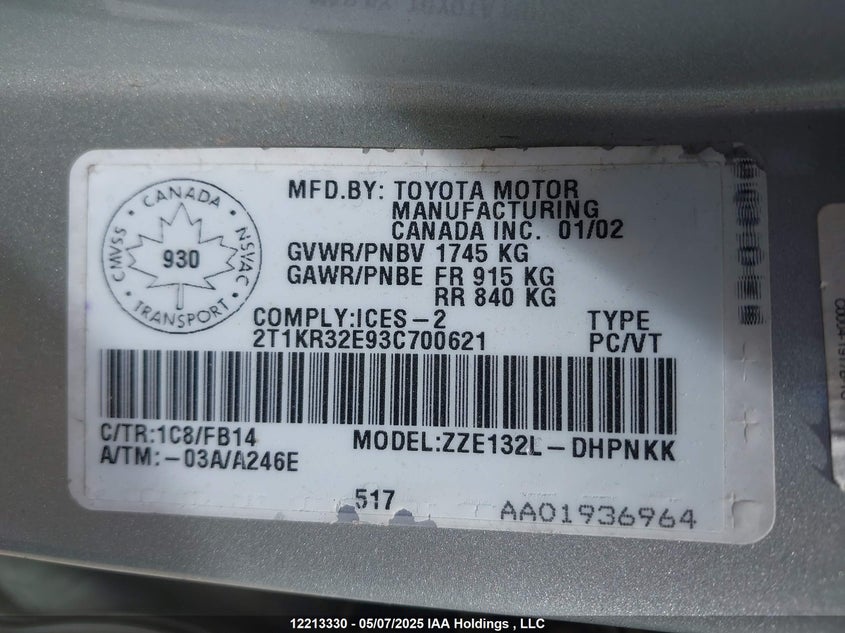 CANADA
CMVSS
NSVAC
930
TRANSPORT
MFD.BY: TOYOTA MOTOR
MANUFACTURING
CANADA INC. 01/02
GVWR/PNBV 1745 KG
GAWR/PNBE FR 915 KG
RR 840 KG
COMPLY:ICES-2 TYPE
2T1KR32E93C700621 PC/VT
C/TR:1C8/FB14 MODEL:ZZE132L-DHPNKK
A/TM:-03A/A246E
517
AA01936964
12213330 - 05/07/2025 IAA Holdings , LLC